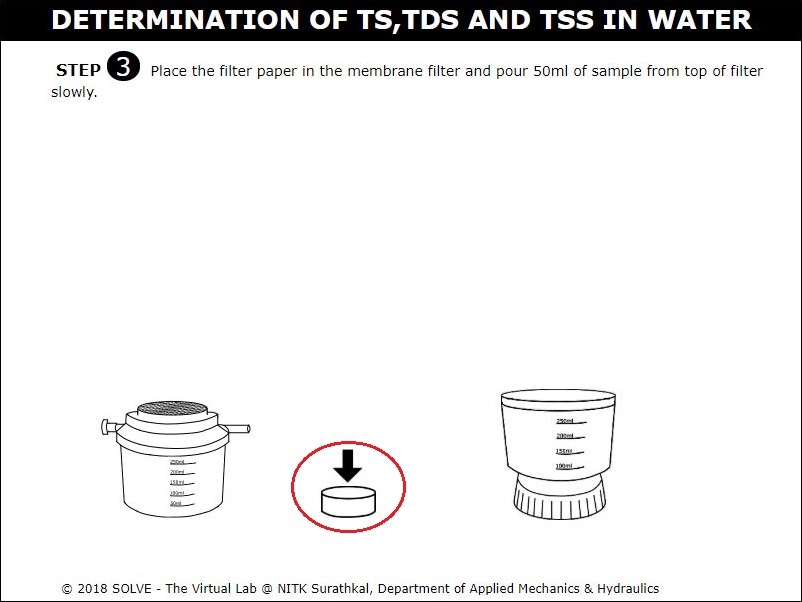 DETERMINATION OF TS,TDS AND TSS IN WATER
STEP 3 Place the filter paper in the membrane filter and pour 50ml of sample from top of filter
slowly.
250ml
200ml
150ml
100ml
50ml
250ml
200ml
150ml
100ml
© 2018 SOLVE - The Virtual Lab @ NITK Surathkal, Department of Applied Mechanics & Hydraulics